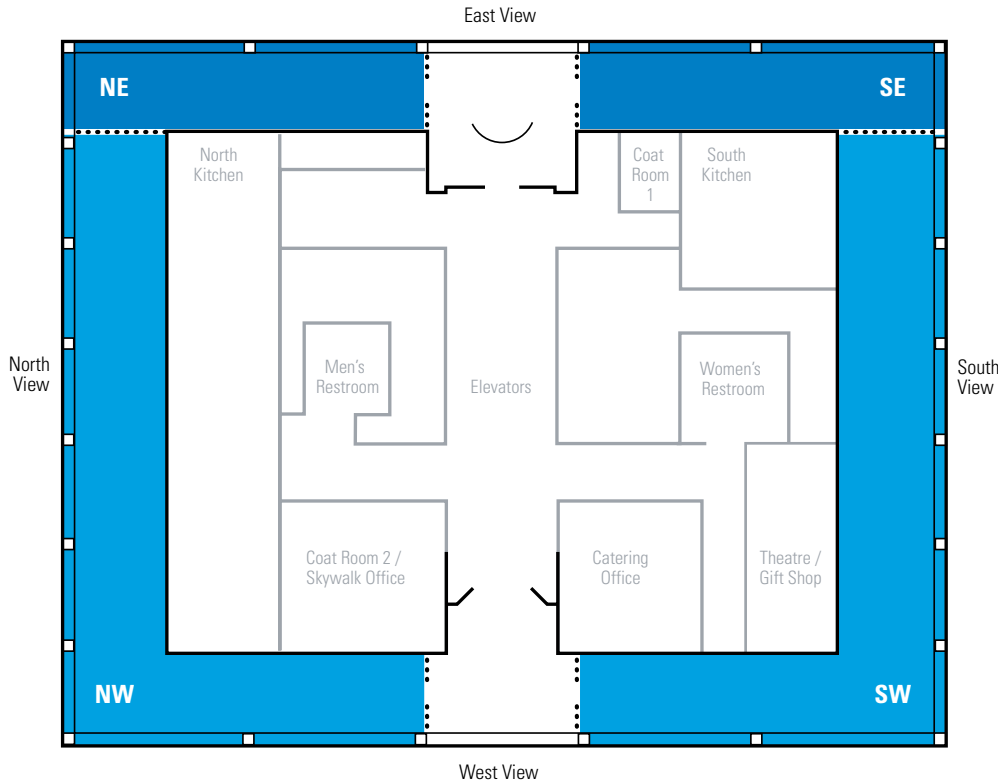 East View
NE
SE
North
Kitchen
Coat
Room
1
South
Kitchen
North
View
Men's
Restroom
Elevators
Women's
Restroom
South
View
Coat Room 2 /
Skywalk Office
Catering
Office
Theatre /
Gift Shop
NW
SW
West View